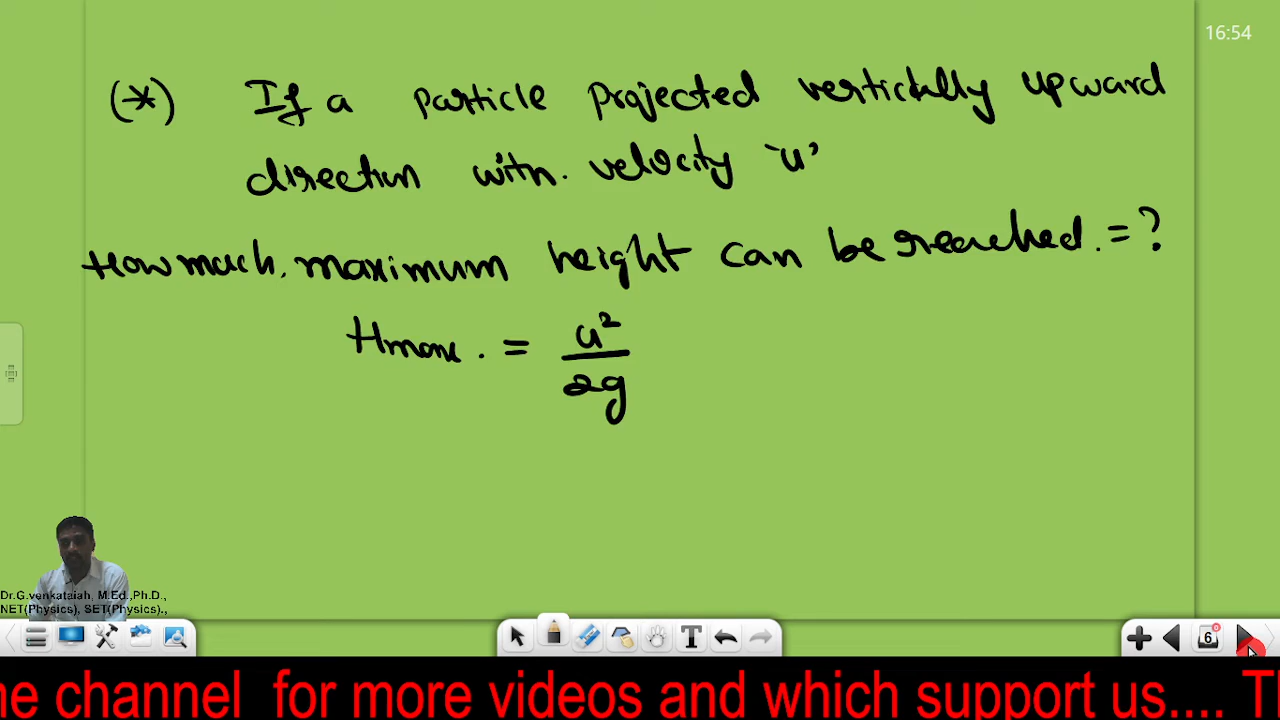 16:54
(*) If a particle projected vertically upward
direction with. velocity 'u'
How much. maximum height can be reached. = ?
Hmax. = u²/2g
Dr.G.venkataiah, M.Ed.,Ph.D.,
NET(Physics), SET(Physics).,
T
6
0
ne channel for more videos and which support us.... T